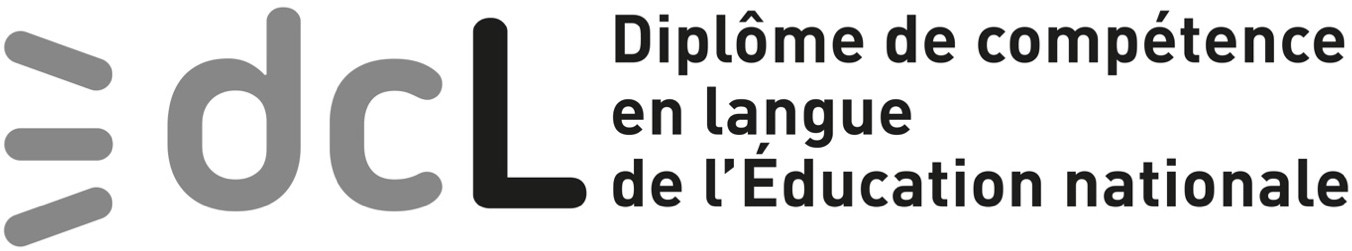 dcL
Diplôme de compétence
en langue
de l’Éducation nationale